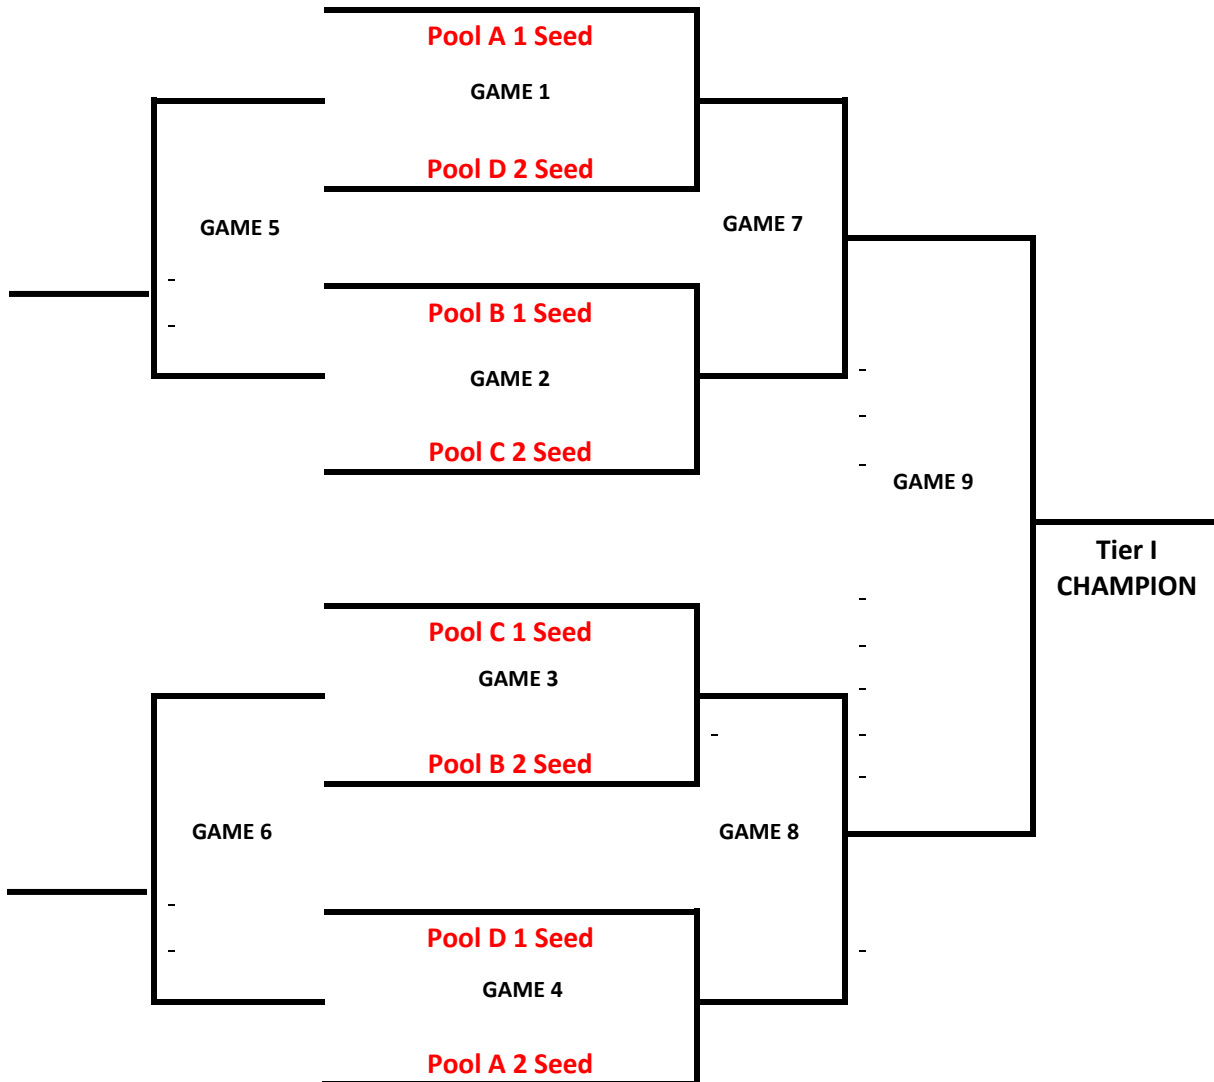 Pool A 1 Seed
GAME 1
Pool D 2 Seed
GAME 5
GAME 7
Pool B 1 Seed
GAME 2
Pool C 2 Seed
GAME 9
Tier I
CHAMPION
Pool C 1 Seed
GAME 3
Pool B 2 Seed
GAME 6
GAME 8
Pool D 1 Seed
GAME 4
Pool A 2 Seed